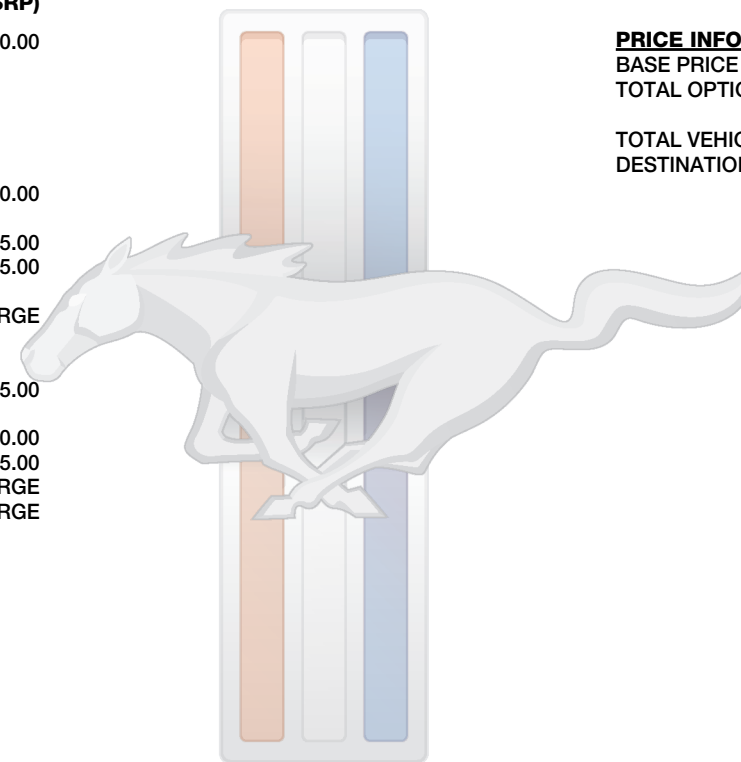 SRP)
0.00
0.00
5.00
5.00
RGE
5.00
0.00
5.00
RGE
RGE
PRICE INFO
BASE PRICE
TOTAL OPTIO
TOTAL VEHIC
DESTINATION